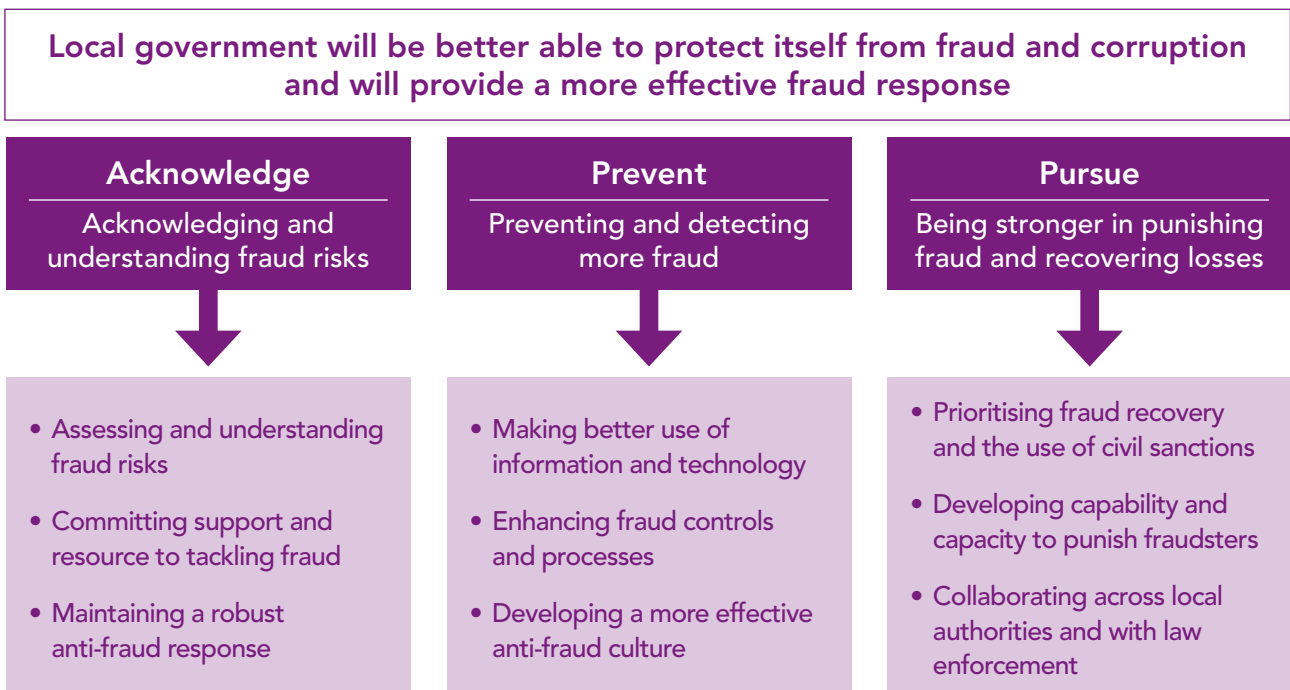 Local government will be better able to protect itself from fraud and corruption
and will provide a more effective fraud response
Acknowledge
Acknowledging and
understanding fraud risks
• Assessing and understanding
fraud risks
• Committing support and
resource to tackling fraud
• Maintaining a robust
anti-fraud response
Prevent
Preventing and detecting
more fraud
• Making better use of
information and technology
• Enhancing fraud controls
and processes
• Developing a more effective
anti-fraud culture
Pursue
Being stronger in punishing
fraud and recovering losses
• Prioritising fraud recovery
and the use of civil sanctions
• Developing capability and
capacity to punish fraudsters
• Collaborating across local
authorities and with law
enforcement